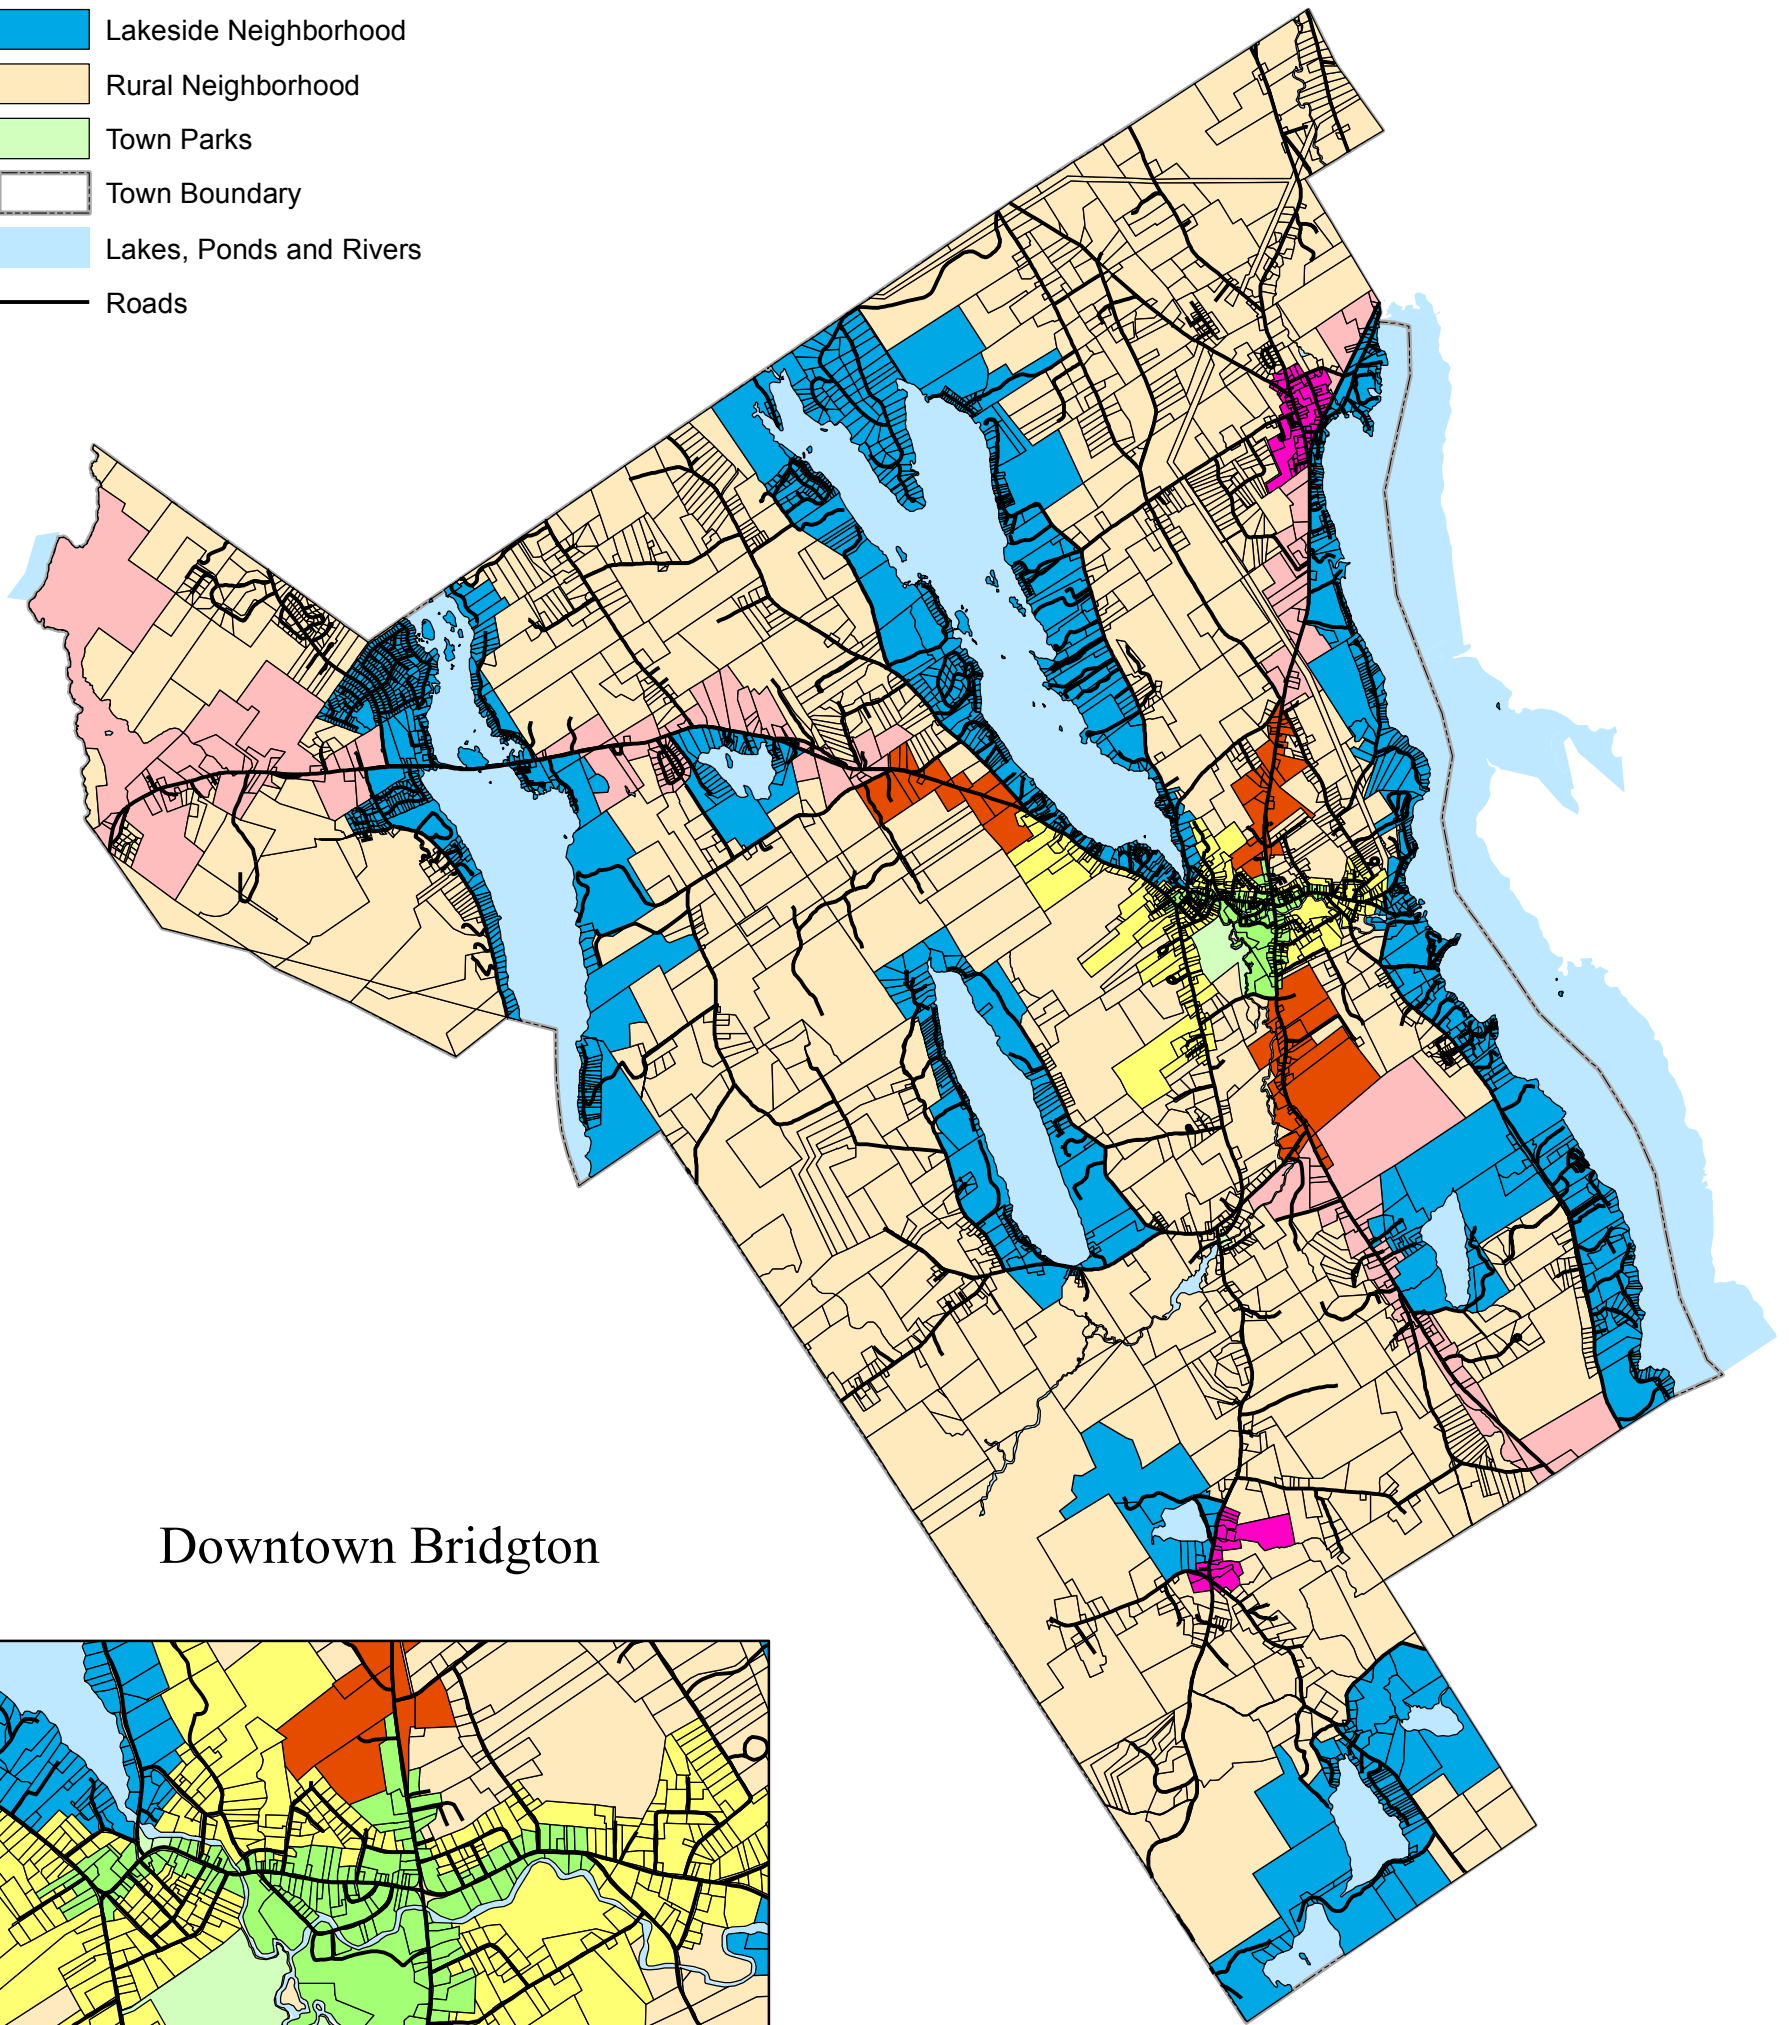 Lakeside Neighborhood
Rural Neighborhood
Town Parks
Town Boundary
Lakes, Ponds and Rivers
Roads
Downtown Bridgton